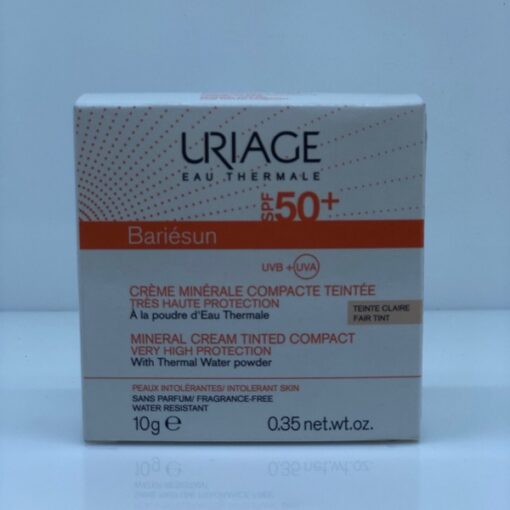 URIAGE
EAU THERMALE
SPF 50+
Bariésun
UVB + UVA
CRÈME MINÉRALE COMPACTE TEINTÉE
TRÈS HAUTE PROTECTION
À la poudre d'Eau Thermale
TEINTE CLAIRE
FAIR TINT
MINERAL CREAM TINTED COMPACT
VERY HIGH PROTECTION
With Thermal Water powder
PEAUX INTOLÉRANTES/ INTOLERANT SKIN
SANS PARFUM/ FRAGRANCE-FREE
WATER RESISTANT
10g e 0.35 net.wt.oz.